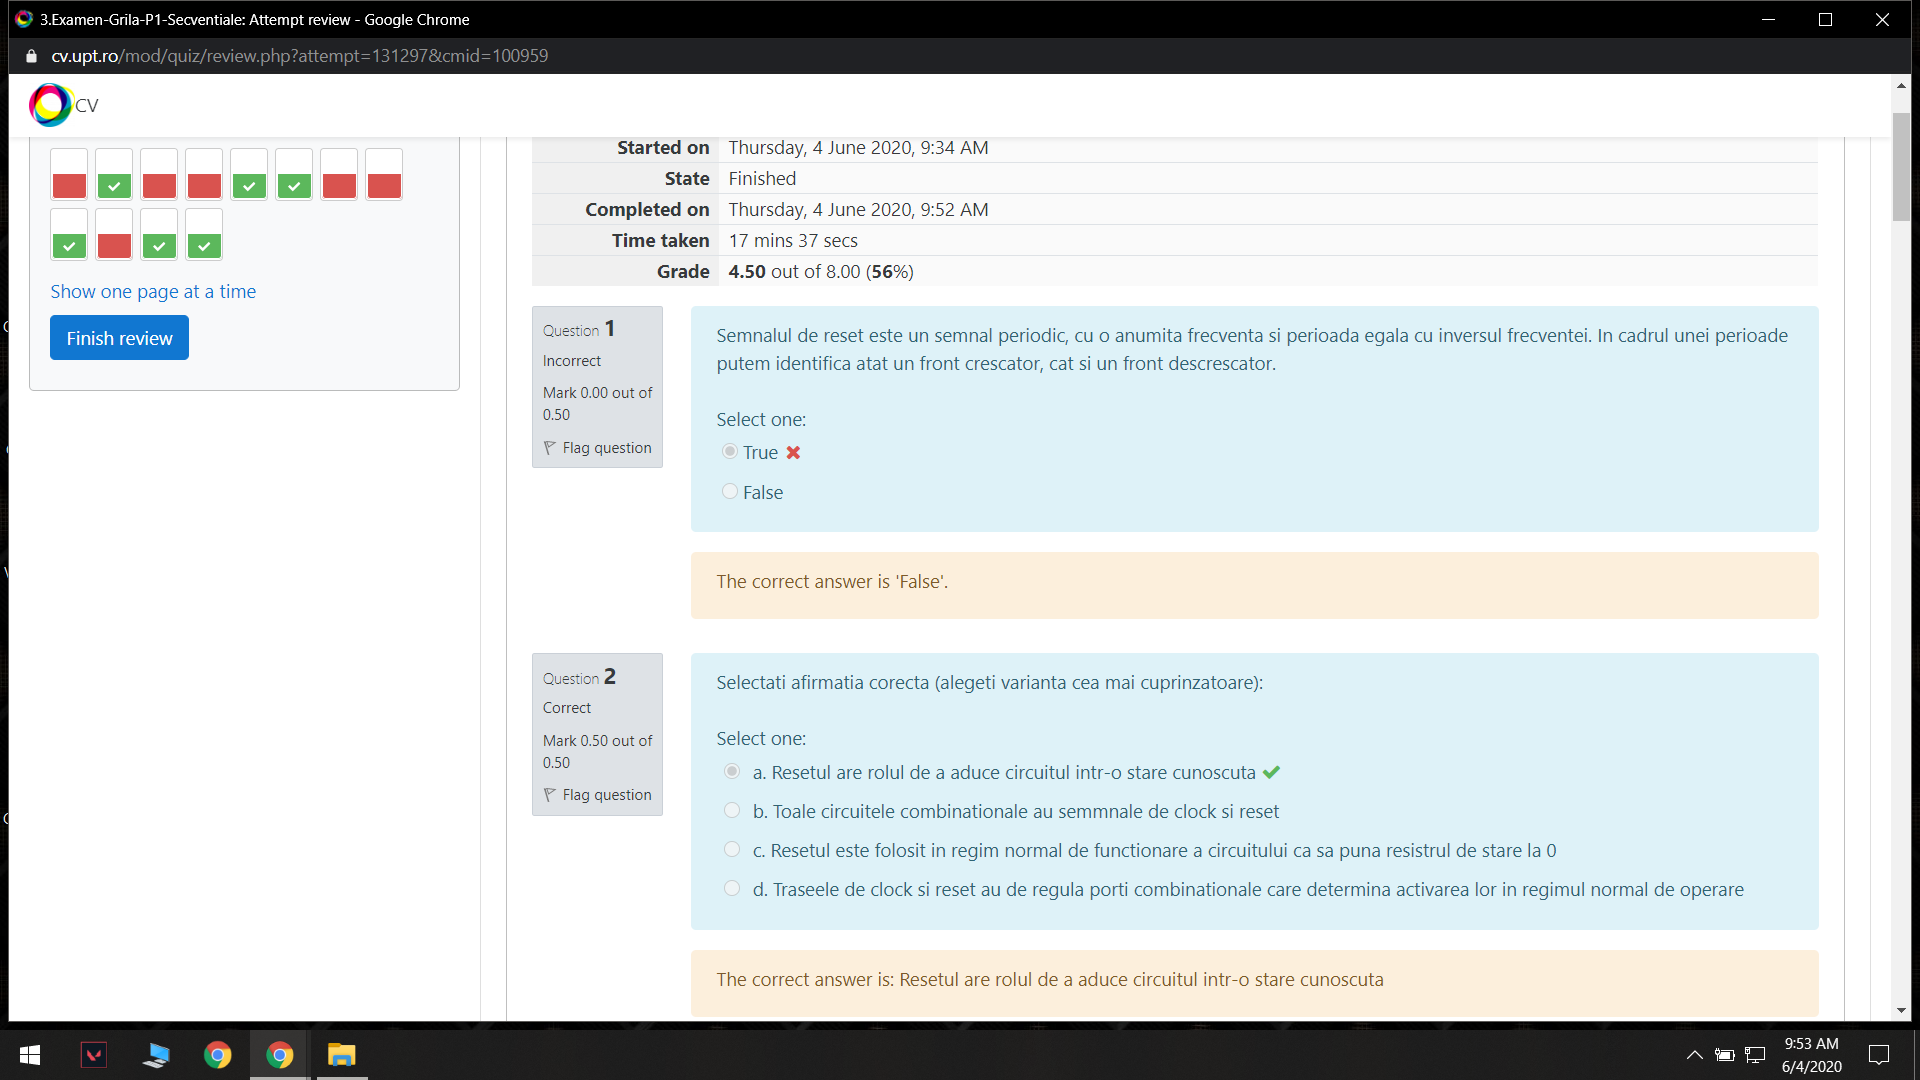 3.Examen-Grila-P1-Secventiale: Attempt review - Google Chrome
cv.upt.ro/mod/quiz/review.php?attempt=131297&cmid=100959
CV
Show one page at a time
Finish review
Started on Thursday, 4 June 2020, 9:34 AM
State Finished
Completed on Thursday, 4 June 2020, 9:52 AM
Time taken 17 mins 37 secs
Grade 4.50 out of 8.00 (56%)
Question 1
Incorrect
Mark 0.00 out of
0.50
Flag question
Semnalul de reset este un semnal periodic, cu o anumita frecventa si perioada egala cu inversul frecventei. In cadrul unei perioade
putem identifica atat un front crescator, cat si un front descrescator.
Select one:
True
False
The correct answer is 'False'.
Question 2
Correct
Mark 0.50 out of
0.50
Flag question
Selectati afirmatia corecta (alegeti varianta cea mai cuprinzatoare):
Select one:
a. Resetul are rolul de a aduce circuitul intr-o stare cunoscuta
b. Toale circuitele combinationale au semmnale de clock si reset
c. Resetul este folosit in regim normal de functionare a circuitului ca sa puna resistrul de stare la 0
d. Traseele de clock si reset au de regula porti combinationale care determina activarea lor in regimul normal de operare
The correct answer is: Resetul are rolul de a aduce circuitul intr-o stare cunoscuta
9:53 AM
6/4/2020